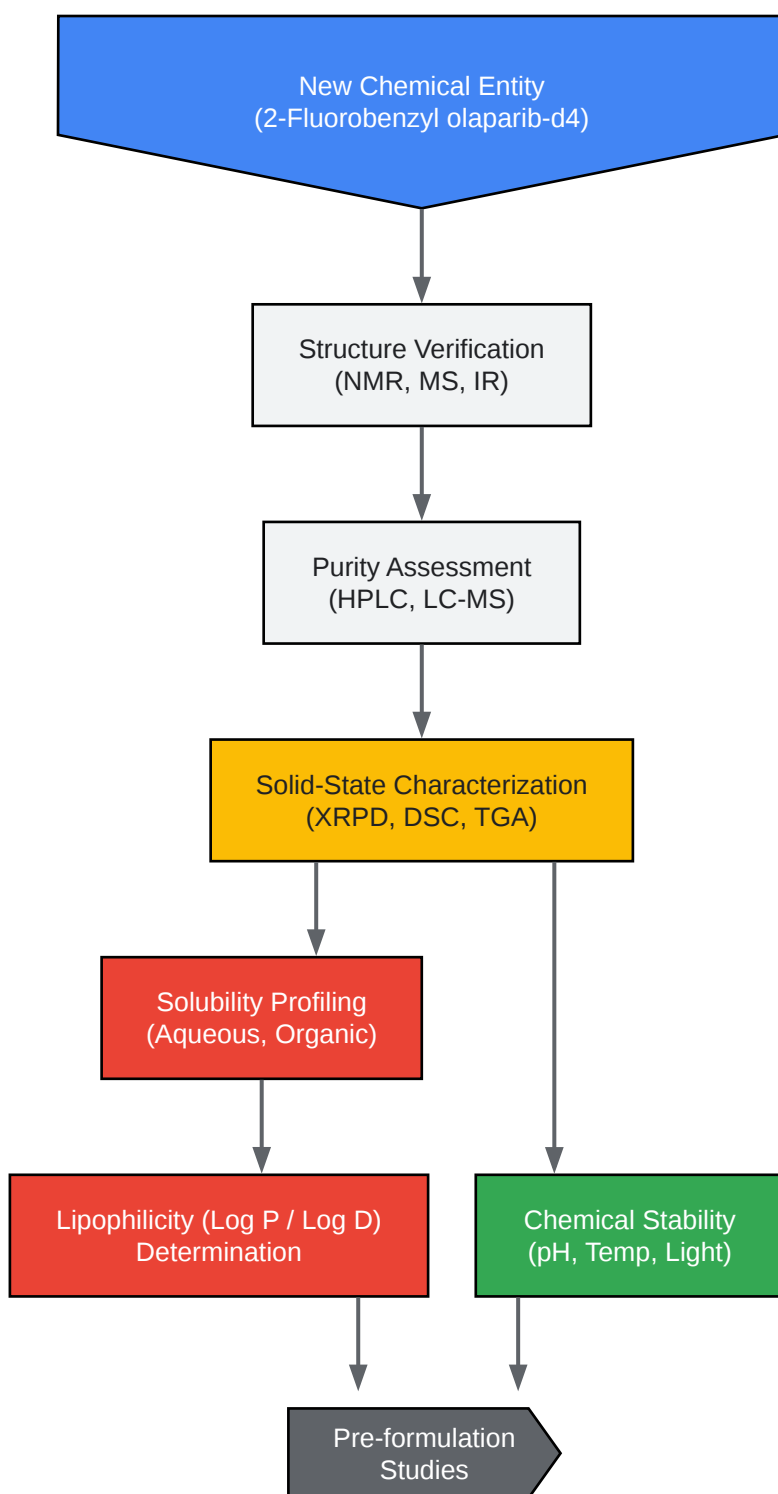 New Chemical Entity
(2-Fluorobenzyl olaparib-d4)
Structure Verification
(NMR, MS, IR)
Purity Assessment
(HPLC, LC-MS)
Solid-State Characterization
(XRPD, DSC, TGA)
Solubility Profiling
(Aqueous, Organic)
Lipophilicity (Log P / Log D)
Determination
Chemical Stability
(pH, Temp, Light)
Pre-formulation
Studies